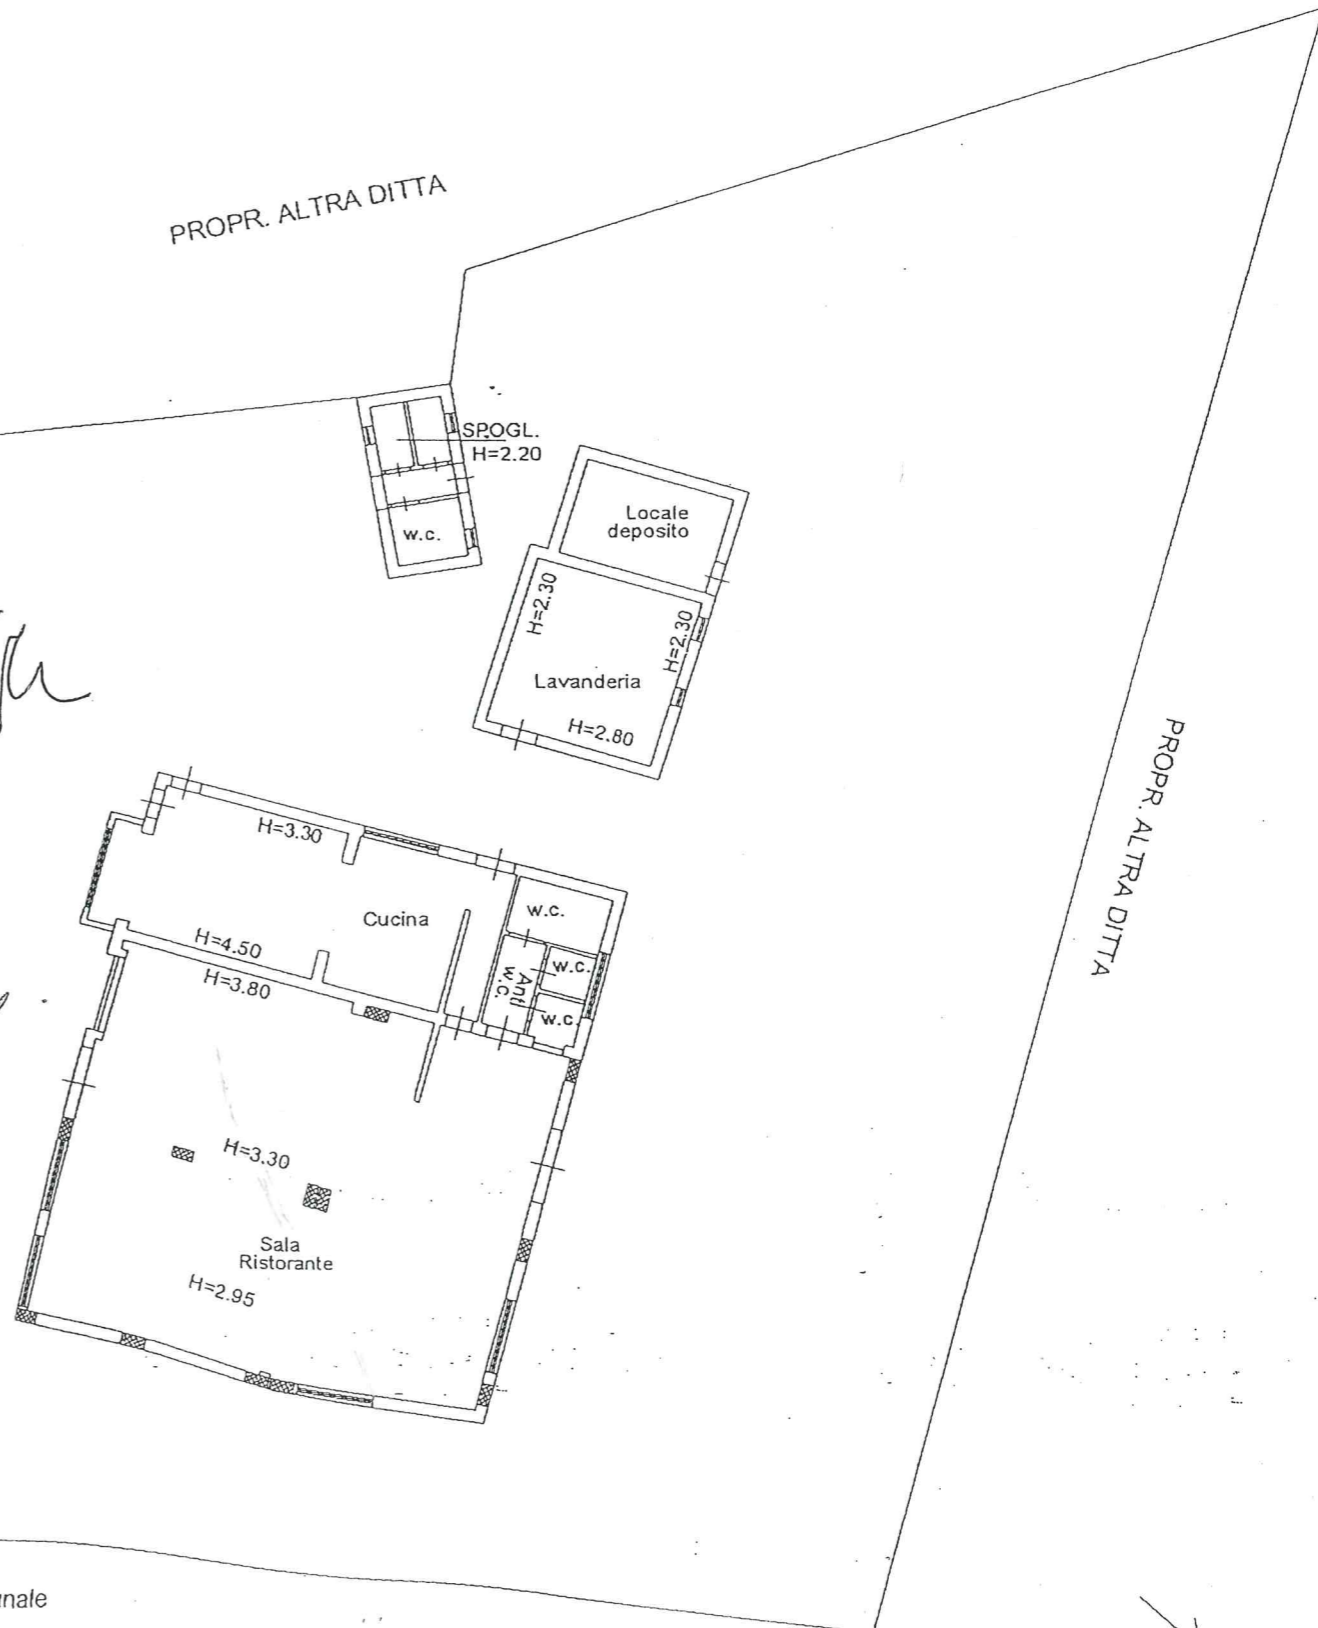 PROPR. ALTRA DITTA
SPOGL.
H=2.20
w.c.
Locale
deposito
H=2.30
H=2.30
Lavanderia
H=2.80
PROPR. ALTRA DITTA
H=3.30
Cucina
w.c.
H=4.50
H=3.80
Anti
w.c.
w.c.
w.c.
H=3.30
Sala
Ristorante
H=2.95
nale